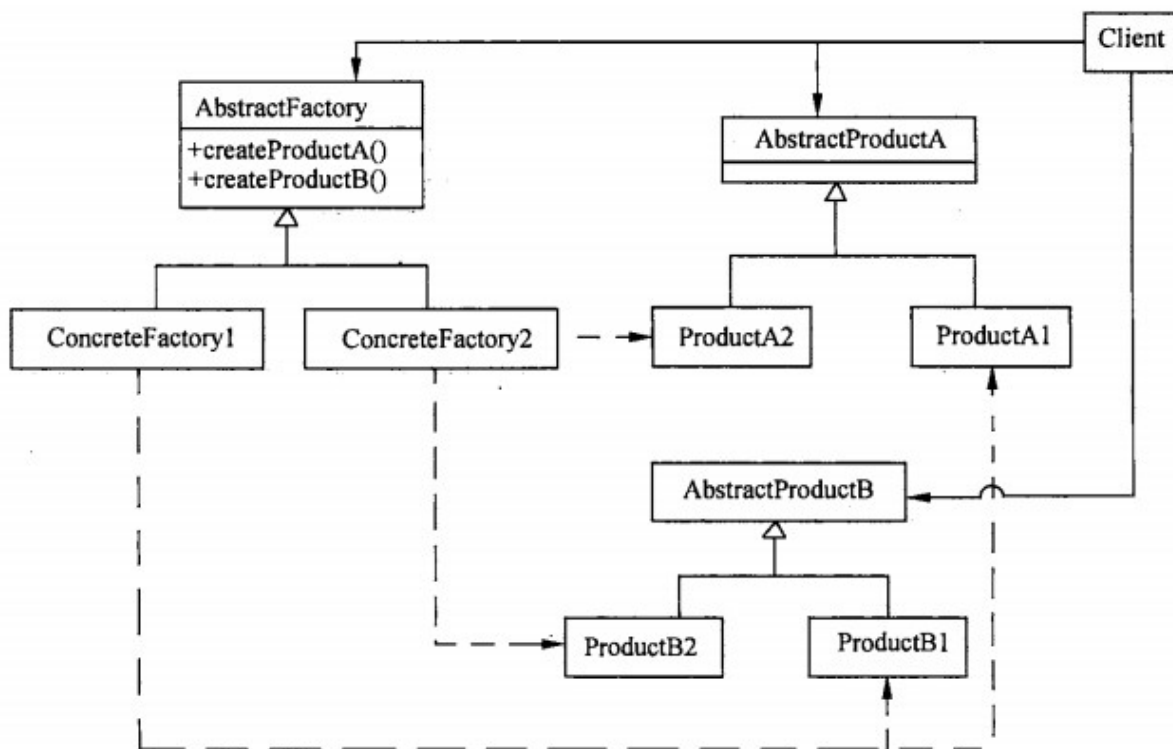 Client
AbstractFactory
+createProductA()
+createProductB()
AbstractProductA
ConcreteFactory1
ConcreteFactory2
ProductA2
ProductA1
AbstractProductB
ProductB2
ProductB1